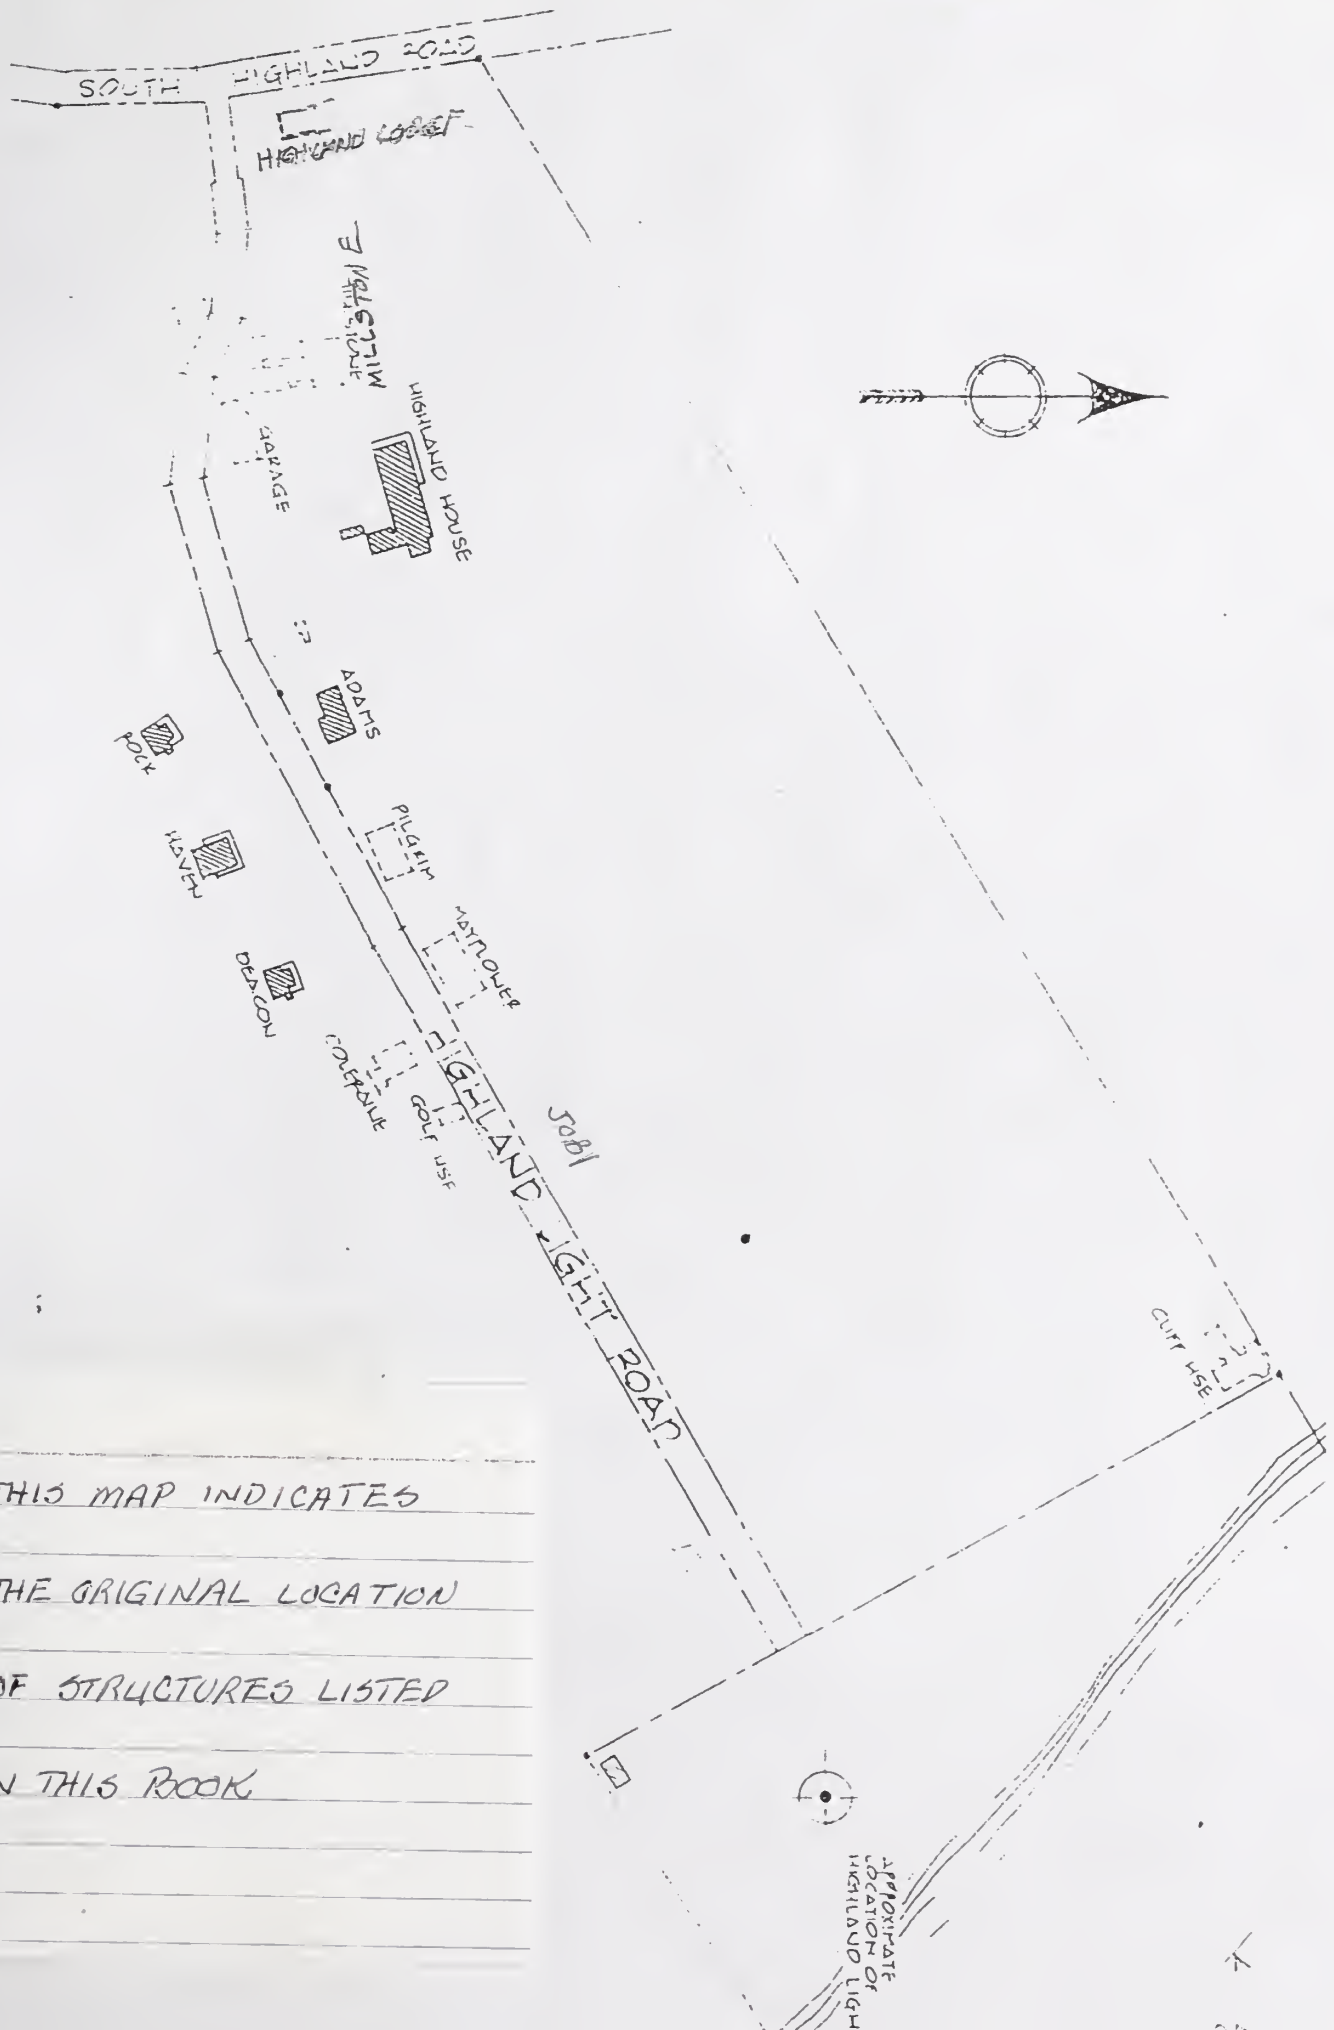 SOUTH HIGHLAND ROAD
HIGHLAND LODGE
MILLSTONE
HIGHLAND HOUSE
GARAGE
ADAMS
ROCK
PILGRIM
HAVEN
MAYFLOWER
BEACON
COLERAINE
GOLF HSE
HIGHLAND LIGHT ROAD
CLIFF HSE
THIS MAP INDICATES
THE ORIGINAL LOCATION
OF STRUCTURES LISTED
IN THIS BOOK
APPROXIMATE
LOCATION OF
HIGHLAND LIGH